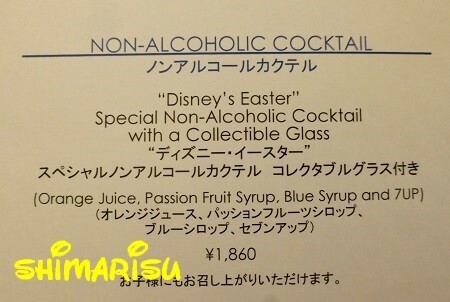 NON-ALCOHOLIC COCKTAIL
ノンアルコールカクテル
“Disney’s Easter”
Special Non-Alcoholic Cocktail
with a Collectible Glass
“ディズニー・イースター”
スペシャルノンアルコールカクテル コレクタブルグラス付き
(Orange Juice, Passion Fruit Syrup, Blue Syrup and 7UP)
(オレンジジュース、パッションフルーツシロップ、
ブルーシロップ、セブンアップ)
¥1,860
SHIMARISU
お子様にもお召し上がりいただけます。